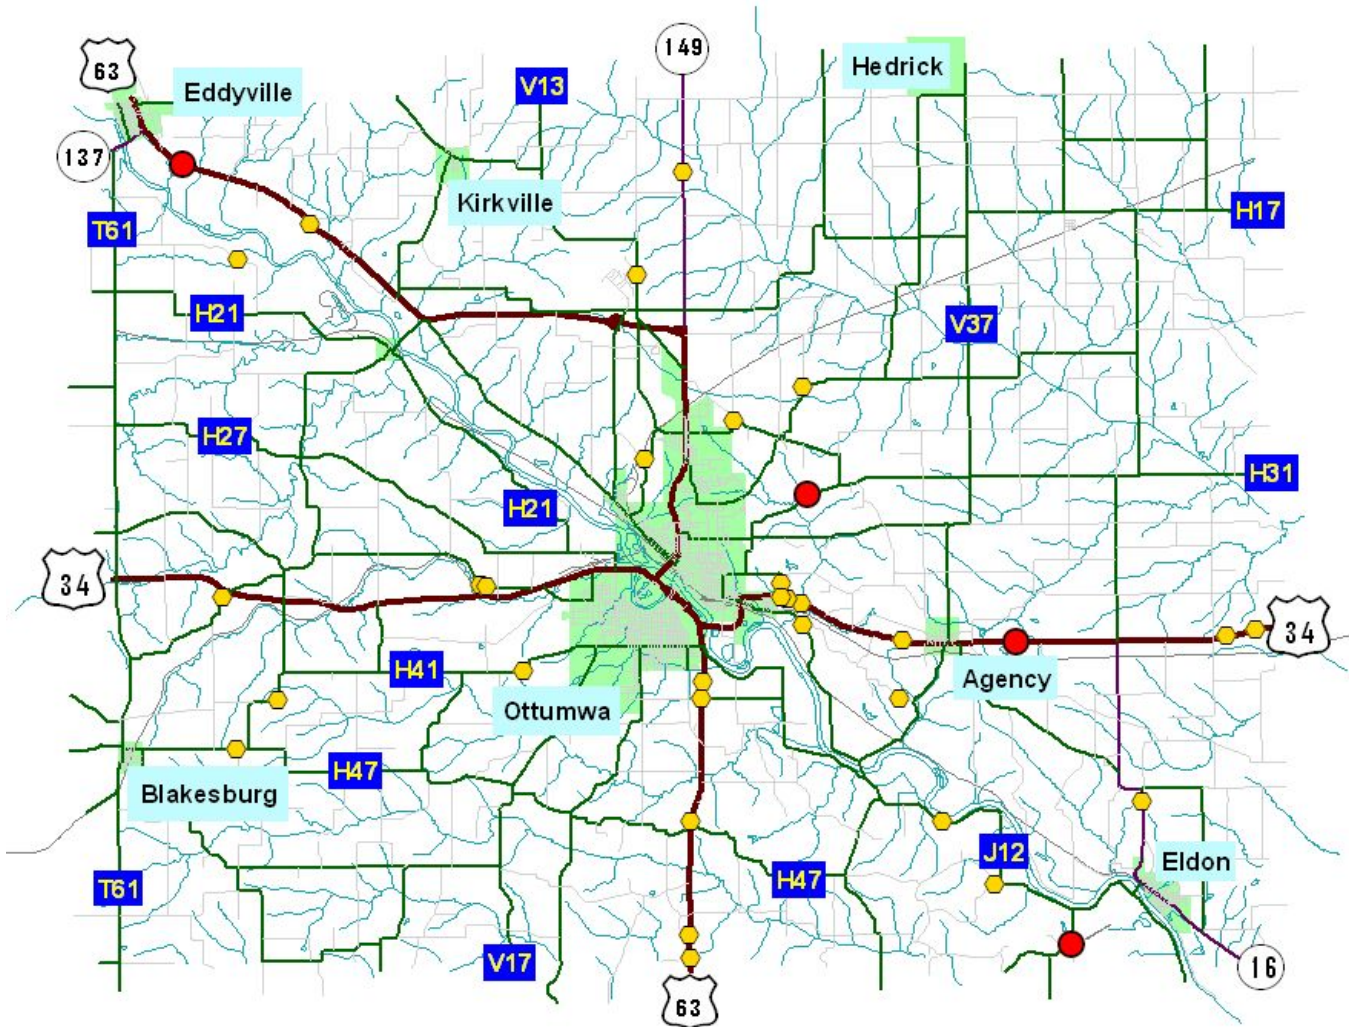 63
149
Hedrick
Eddyville
V13
137
Kirkville
T61
H17
H21
V37
H27
H31
H21
34
34
H41
Agency
Ottumwa
H47
Blakesburg
J12
Eldon
T61
H47
V17
16
63